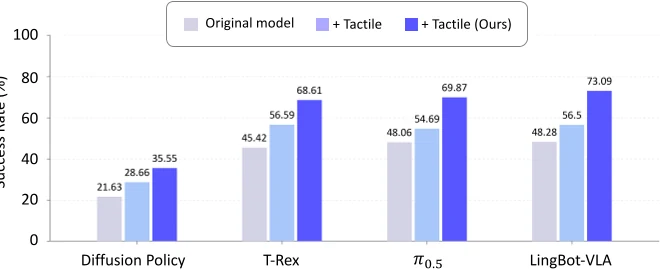 Original model + Tactile + Tactile (Ours)
Success Rate (%)
100
80
60
40
20
0
21.63 28.66 35.55
45.42 56.59 68.61
48.06 54.69 69.87
48.28 56.5 73.09
Diffusion Policy T-Rex π0.5 LingBot-VLA